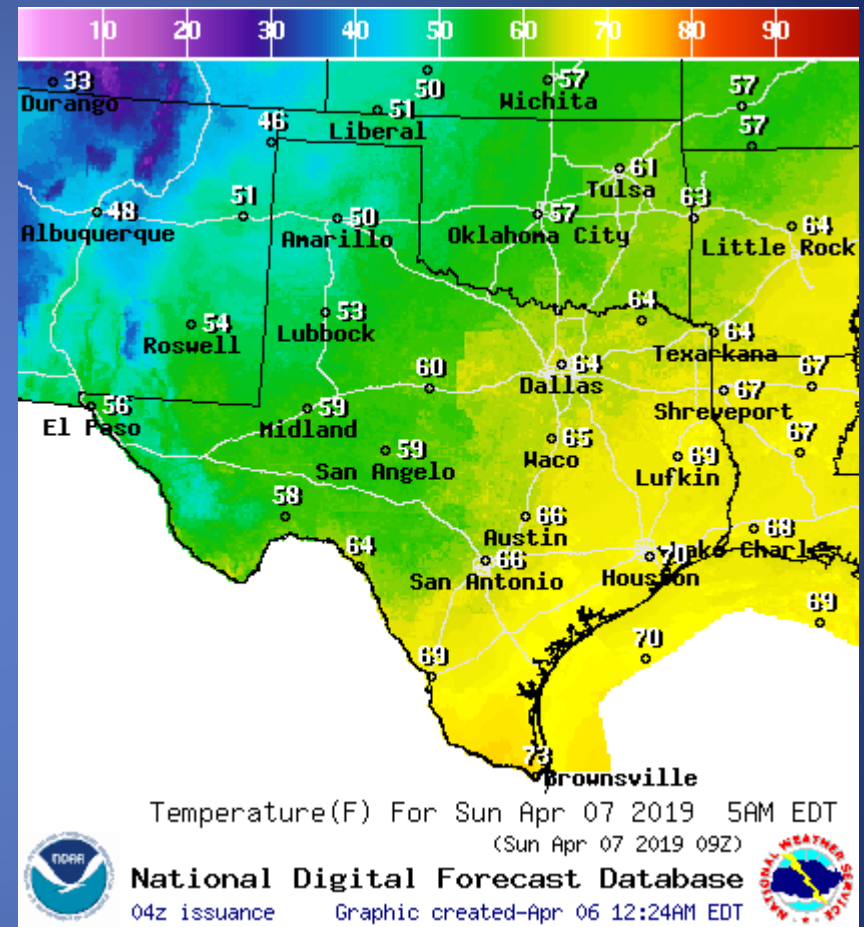 10 20 30 40 50 60 70 80 90
33
Durango
50
57
Wichita
57
51
Liberal
46
57
61
Tulsa
48
Albuquerque
51
50
Amarillo
57
Oklahoma City
63
64
Little Rock
54
Roswell
53
Lubbock
64
64
Texarkana
60
64
Dallas
67
67
Shreveport
56
El Paso
59
Midland
59
San Angelo
65
Waco
69
Lufkin
67
58
66
Austin
68
Lake Charles
64
66
San Antonio
70
Houston
69
70
69
73
Brownsville
Temperature(F) For Sun Apr 07 2019 5AM EDT
(Sun Apr 07 2019 09Z)
National Digital Forecast Database
04z issuance Graphic created-Apr 06 12:24AM EDT
NOAA
NATIONAL WEATHER SERVICE